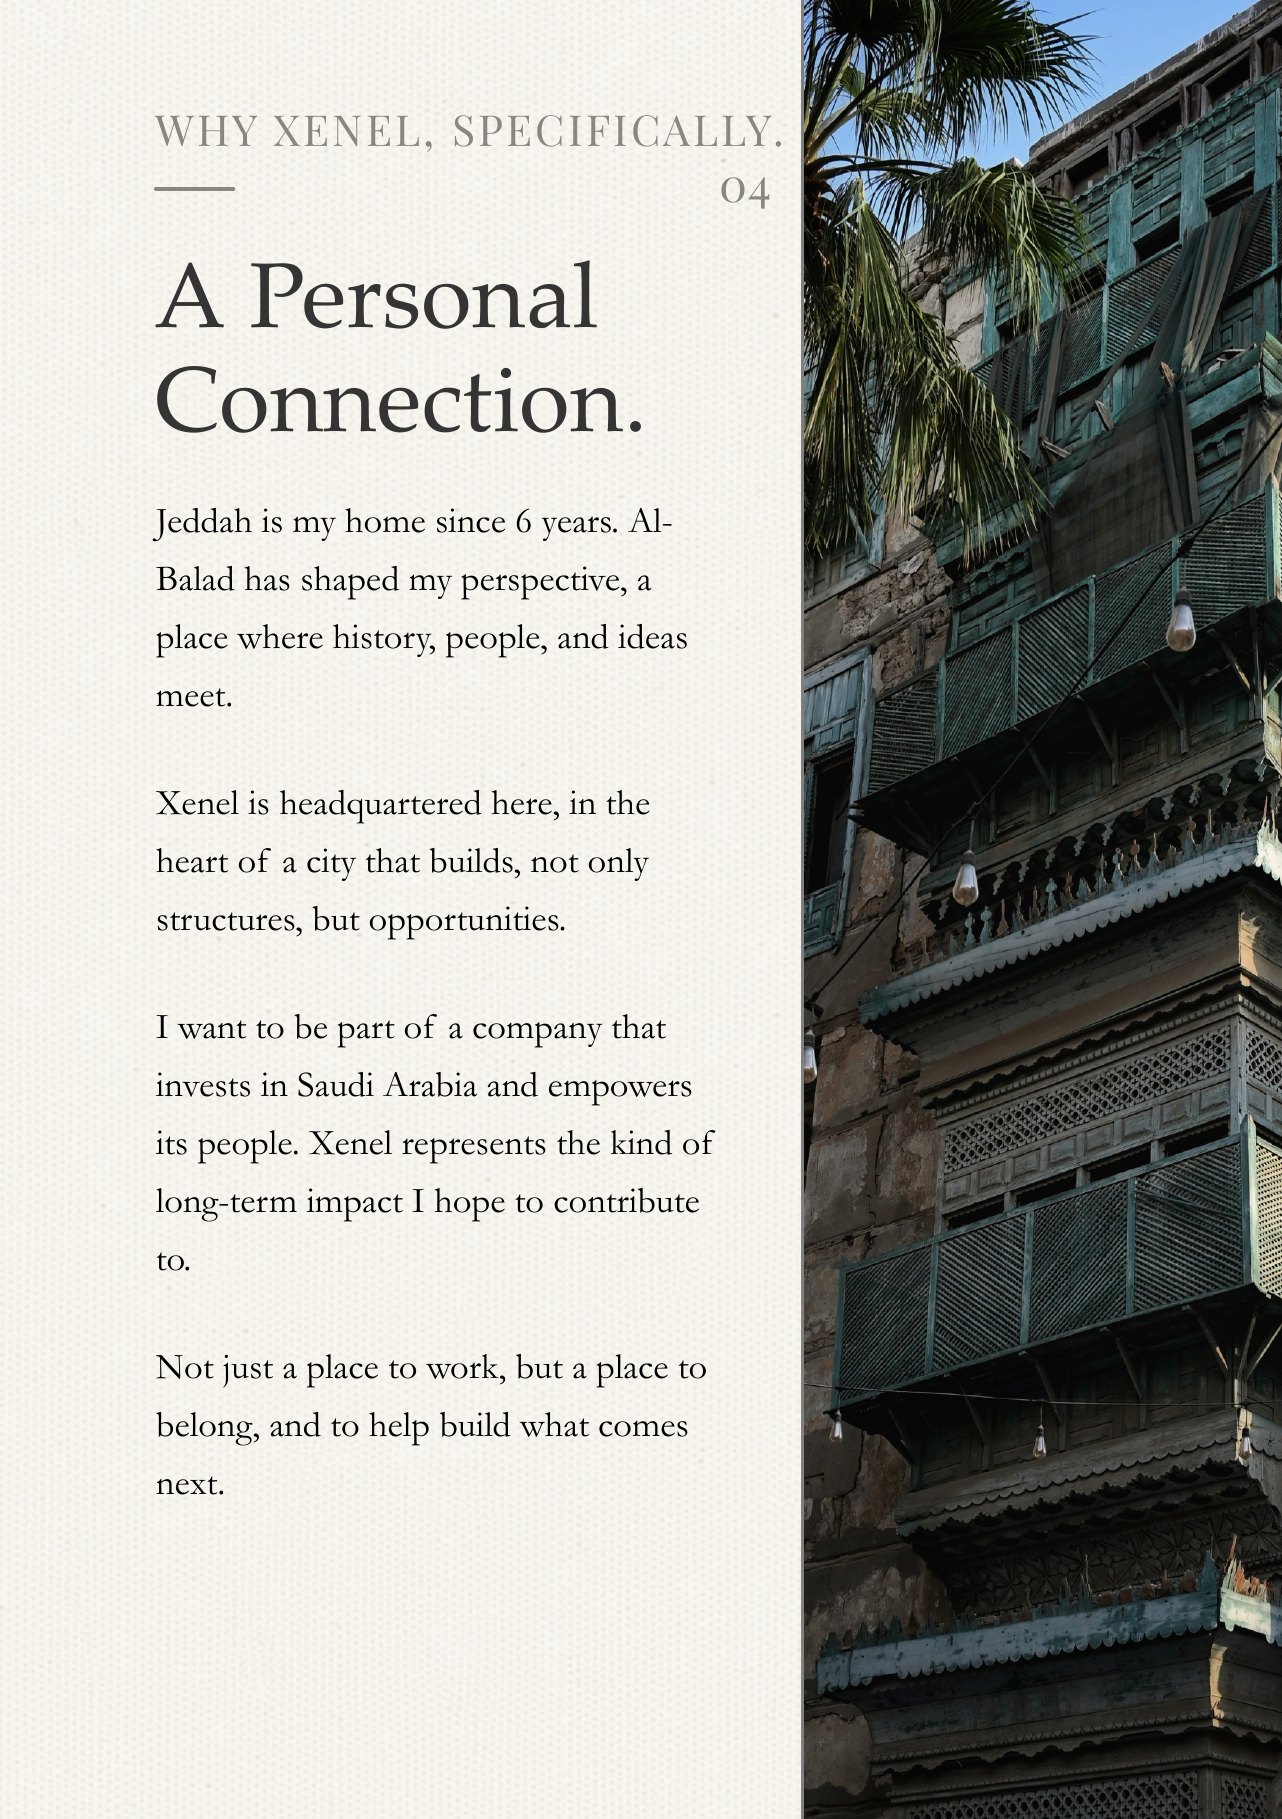 WHY XENEL, SPECIFICALLY.
04
A Personal
Connection.
Jeddah is my home since 6 years. Al-
Balad has shaped my perspective, a
place where history, people, and ideas
meet.
Xenel is headquartered here, in the
heart of a city that builds, not only
structures, but opportunities.
I want to be part of a company that
invests in Saudi Arabia and empowers
its people. Xenel represents the kind of
long-term impact I hope to contribute
to.
Not just a place to work, but a place to
belong, and to help build what comes
next.